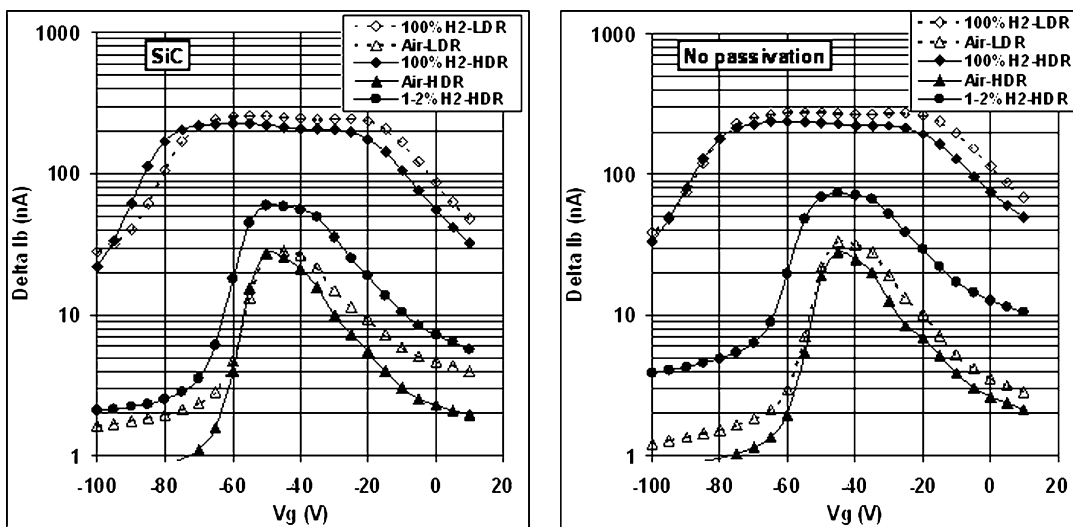 1000
100
10
1
Delta Ib (nA)
SiC
100% H2-LDR
Air-LDR
100% H2-HDR
Air-HDR
1-2% H2-HDR
-100
-80
-60
-40
-20
0
20
Vg (V)
1000
100
10
1
Delta Ib (nA)
No passivation
100% H2-LDR
Air-LDR
100% H2-HDR
Air-HDR
1-2% H2-HDR
-100
-80
-60
-40
-20
0
20
Vg (V)